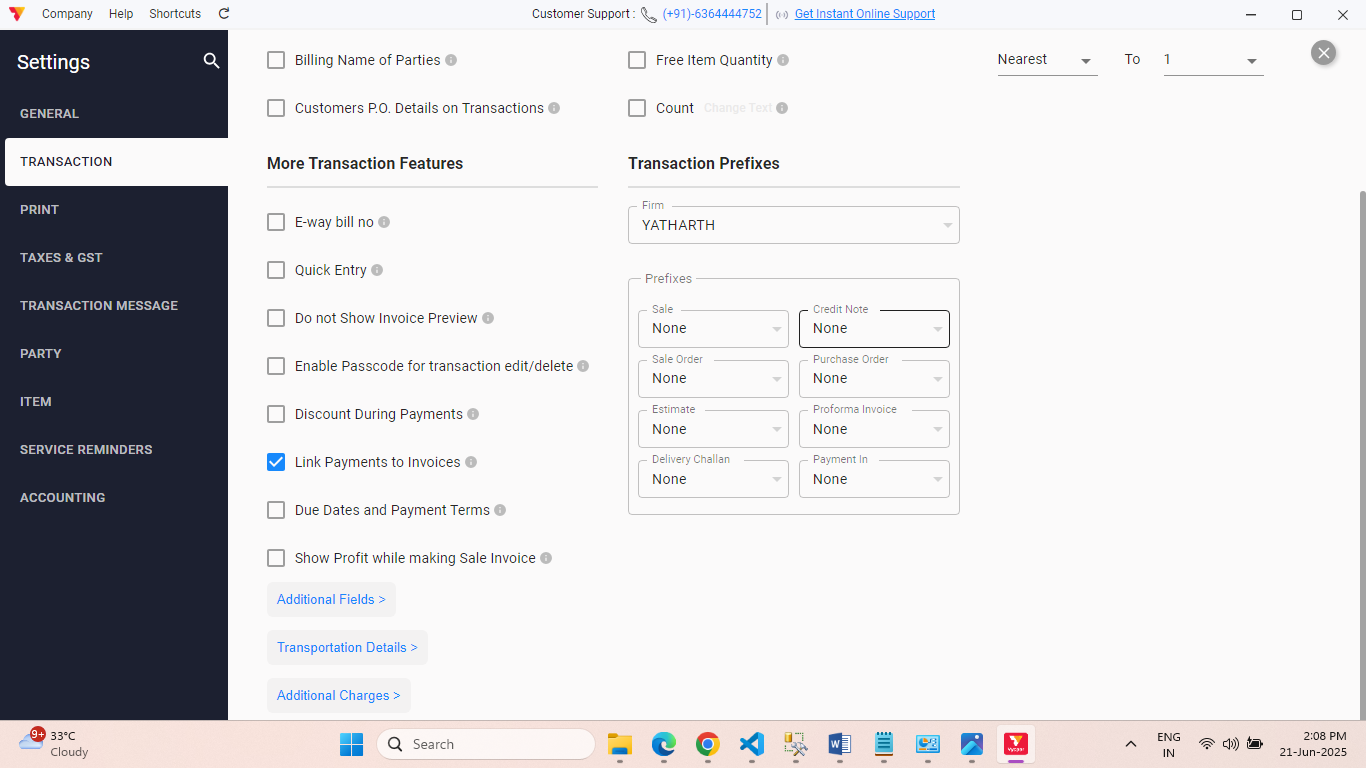 Company Help Shortcuts
Customer Support : (+91)-6364444752 Get Instant Online Support
Settings
GENERAL
TRANSACTION
PRINT
TAXES & GST
TRANSACTION MESSAGE
PARTY
ITEM
SERVICE REMINDERS
ACCOUNTING
Billing Name of Parties
Customers P.O. Details on Transactions
Free Item Quantity
Count Change Text
Nearest To 1
More Transaction Features
E-way bill no
Quick Entry
Do not Show Invoice Preview
Enable Passcode for transaction edit/delete
Discount During Payments
Link Payments to Invoices
Due Dates and Payment Terms
Show Profit while making Sale Invoice
Additional Fields >
Transportation Details >
Additional Charges >
Transaction Prefixes
Firm
YATHARTH
Prefixes
Sale
None
Credit Note
None
Sale Order
None
Purchase Order
None
Estimate
None
Proforma Invoice
None
Delivery Challan
None
Payment In
None
9+
33°C
Cloudy
Search
Vyapar
ENG
IN
2:08 PM
21-Jun-2025